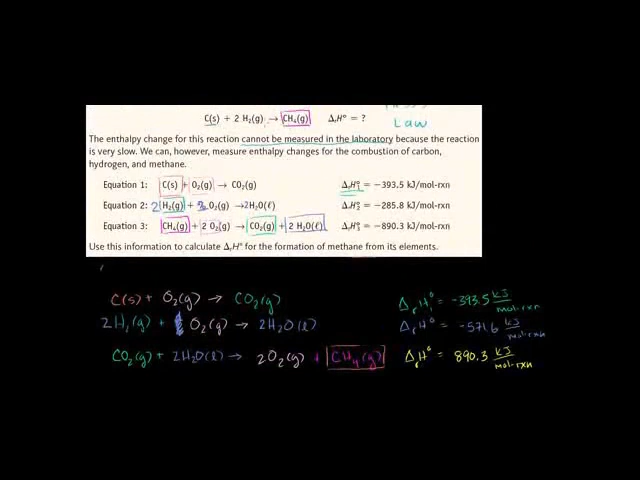 C(s) + 2 H₂(g) → CH₄(g) ΔᵣH° = ?
Law
The enthalpy change for this reaction cannot be measured in the laboratory because the reaction
is very slow. We can, however, measure enthalpy changes for the combustion of carbon,
hydrogen, and methane.
Equation 1: C(s) + O₂(g) → CO₂(g) ΔᵣH₁° = −393.5 kJ/mol-rxn
Equation 2: 2 H₂(g) + O₂(g) → 2H₂O(ℓ) ΔᵣH₂° = −285.8 kJ/mol-rxn
Equation 3: CH₄(g) + 2 O₂(g) → CO₂(g) + 2 H₂O(ℓ) ΔᵣH₃° = −890.3 kJ/mol-rxn
Use this information to calculate ΔᵣH° for the formation of methane from its elements.
C(s) + O₂(g) → CO₂(g) ΔᵣH₁° = -393.5 kJ/mol-rxn
2H₂(g) + O₂(g) → 2H₂O(l) ΔᵣH° = -571.6 kJ/mol-rxn
CO₂(g) + 2H₂O(l) → 2O₂(g) + CH₄(g) ΔᵣH° = 890.3 kJ/mol-rxn